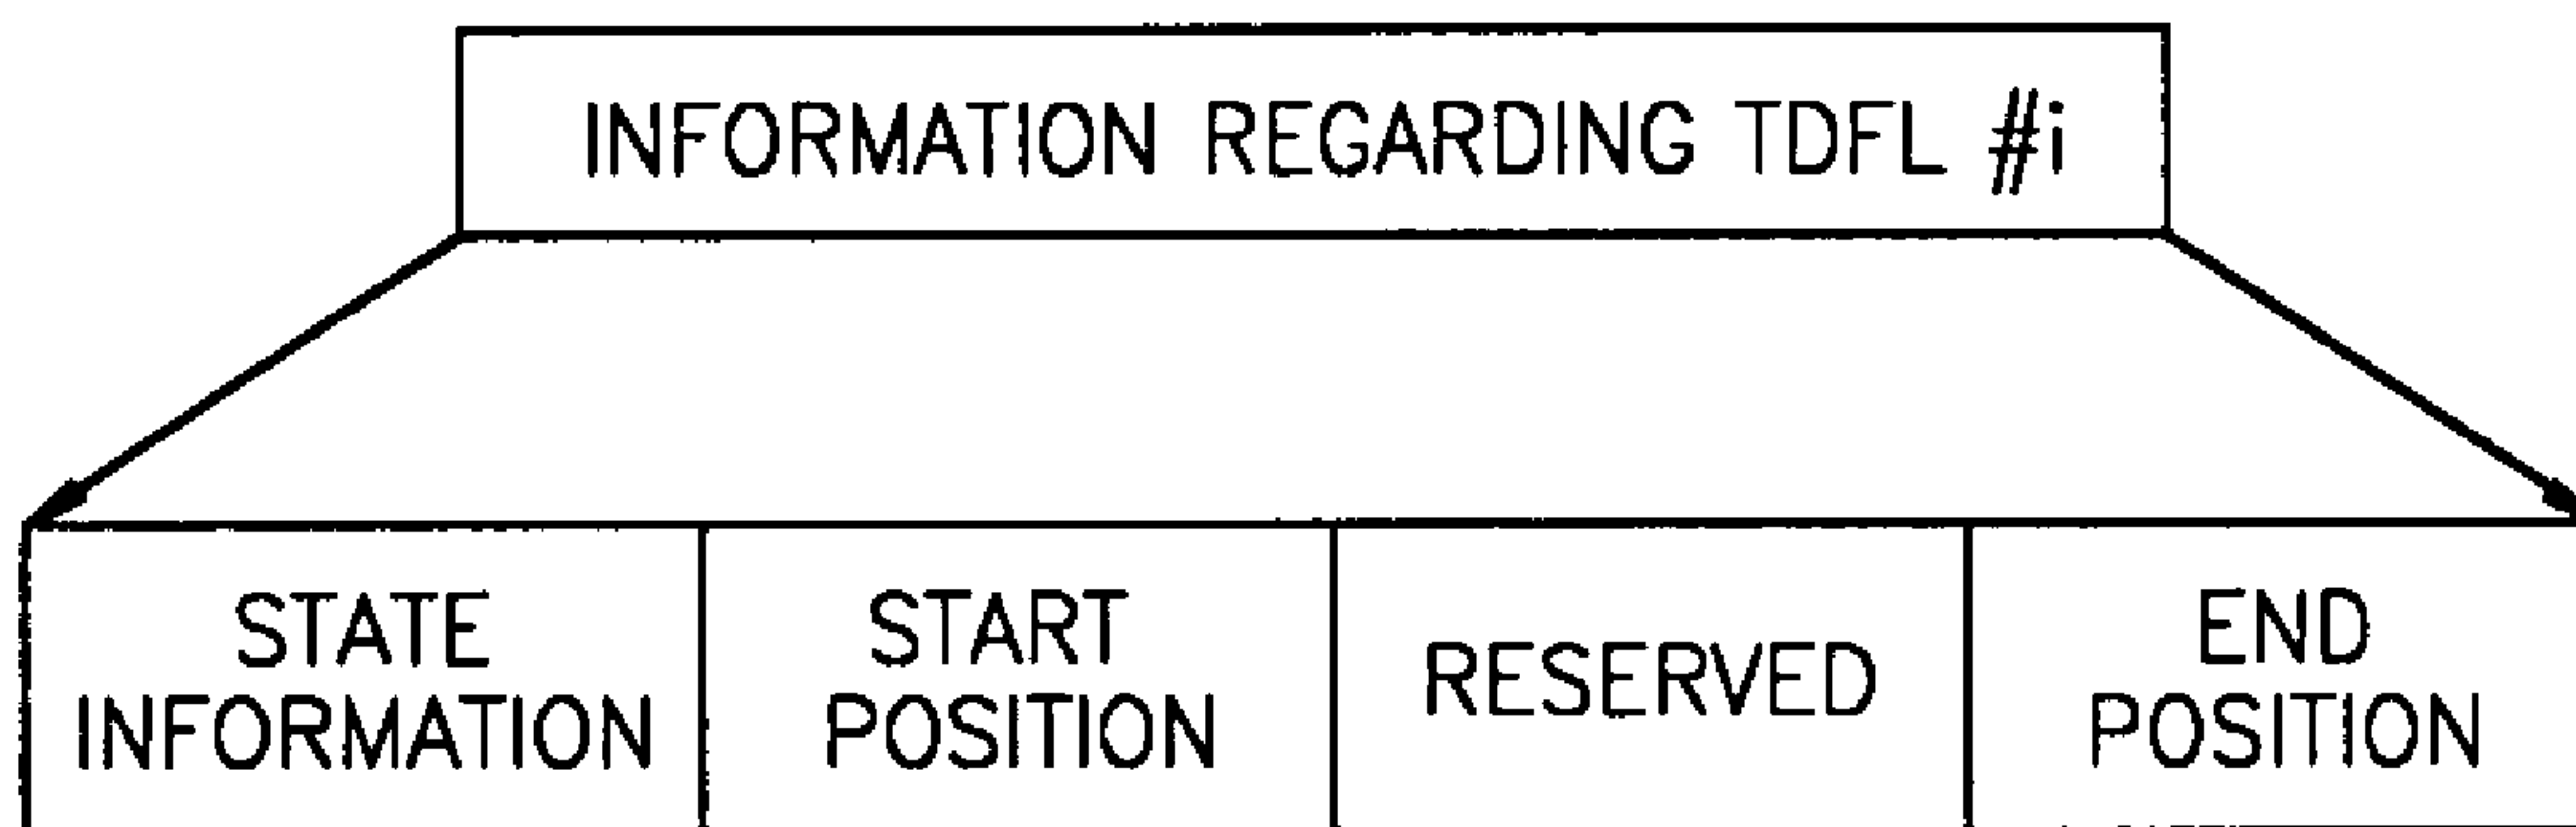 INFORMATION REGARDING TDFL #i
STATE
INFORMATION
START
POSITION
RESERVED
END
POSITION